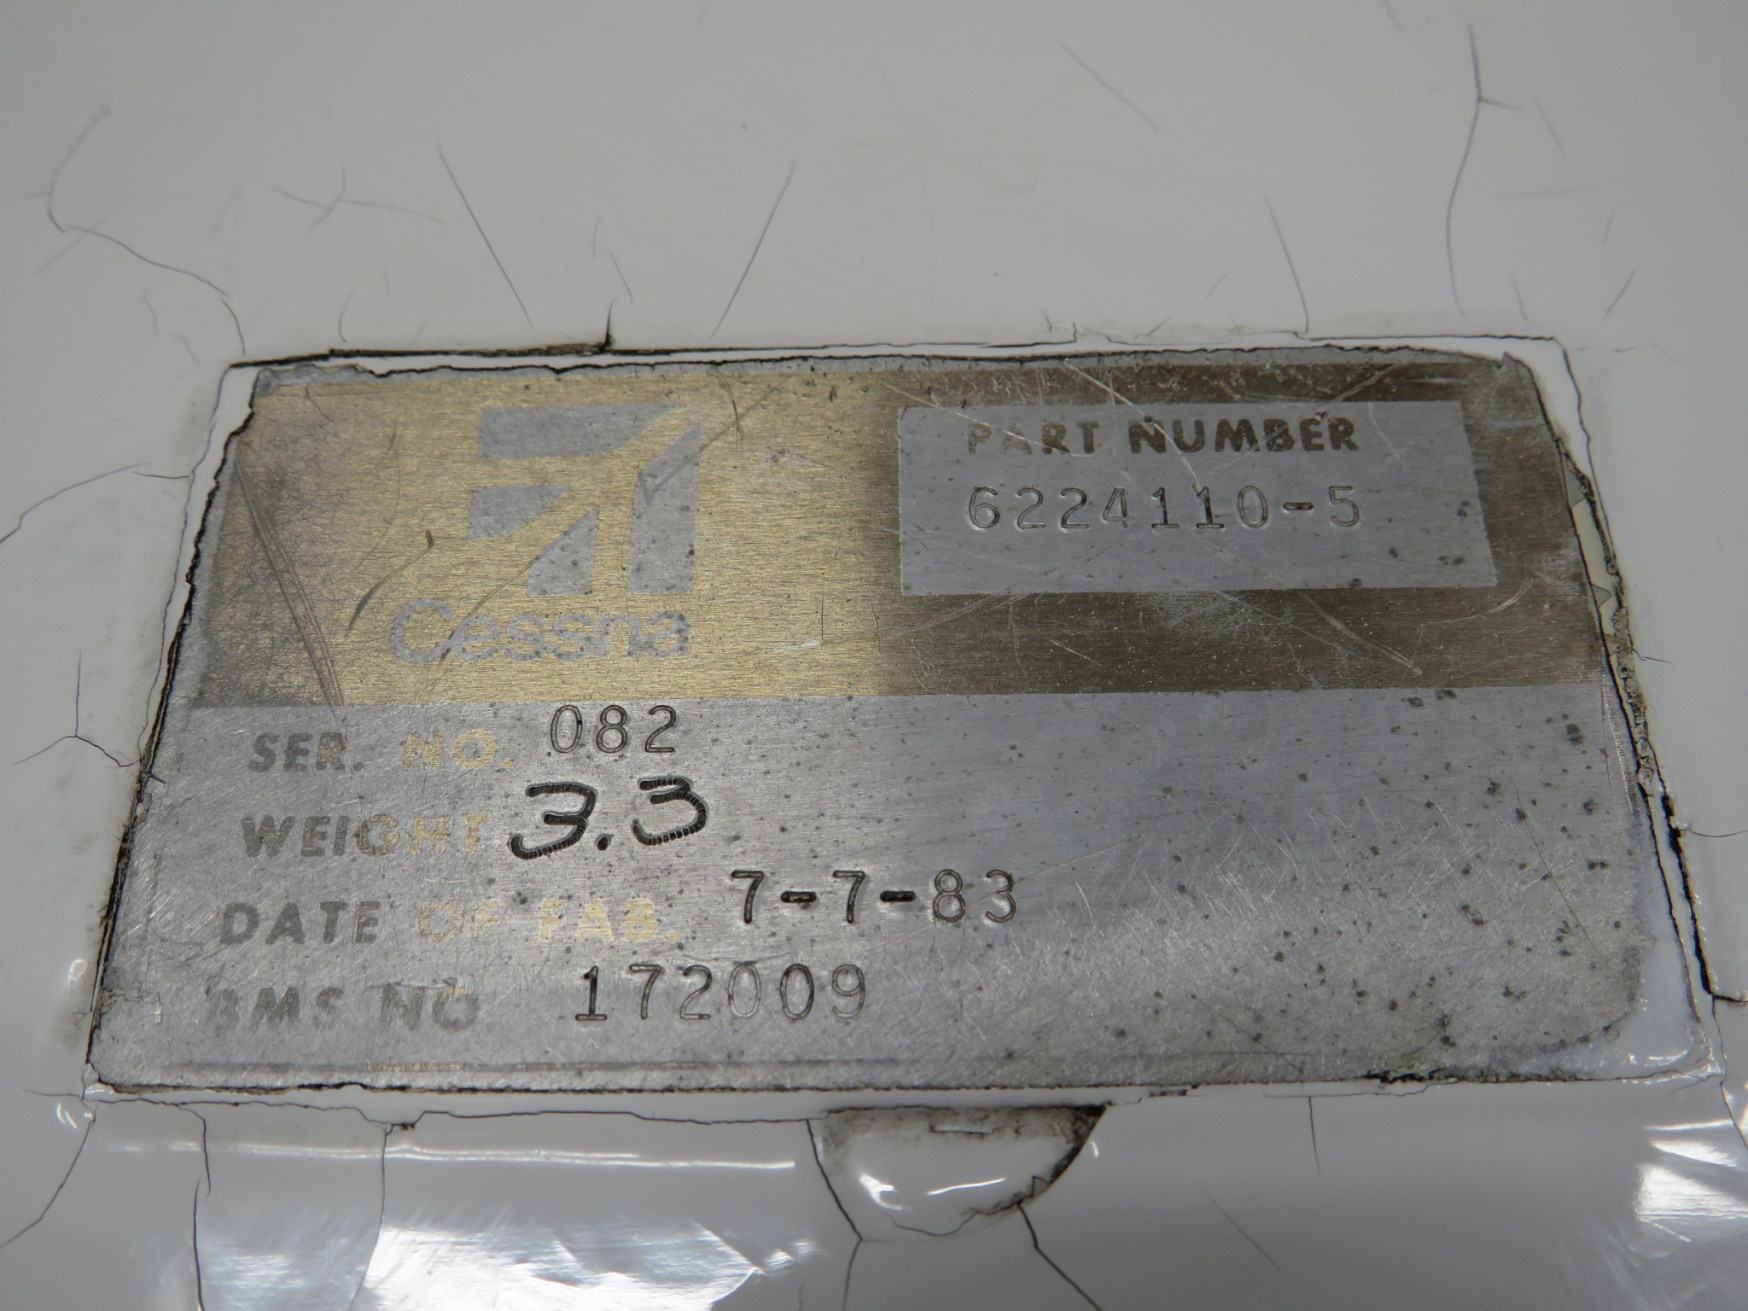 Cessna
PART NUMBER
6224110-5
SER. NO. 082
WEIGHT 3.3
DATE OF FAB. 7-7-83
BMS NO 172009